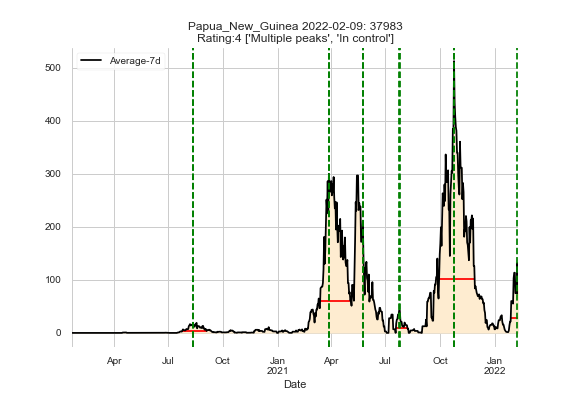 Papua_New_Guinea 2022-02-09: 37983
Rating:4 ['Multiple peaks', 'In control']
Average-7d
500
400
300
200
100
0
Apr Jul Oct Jan Apr Jul Oct Jan
2021 2022
Date